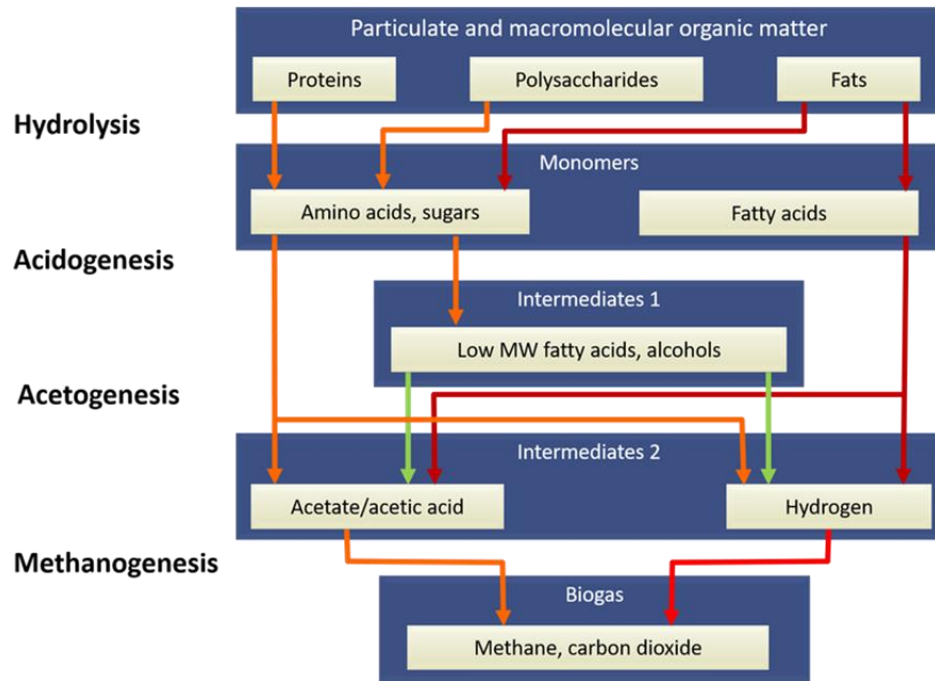 Particulate and macromolecular organic matter
Proteins
Polysaccharides
Fats
Hydrolysis
Monomers
Amino acids, sugars
Fatty acids
Acidogenesis
Intermediates 1
Low MW fatty acids, alcohols
Acetogenesis
Intermediates 2
Acetate/acetic acid
Hydrogen
Methanogenesis
Biogas
Methane, carbon dioxide